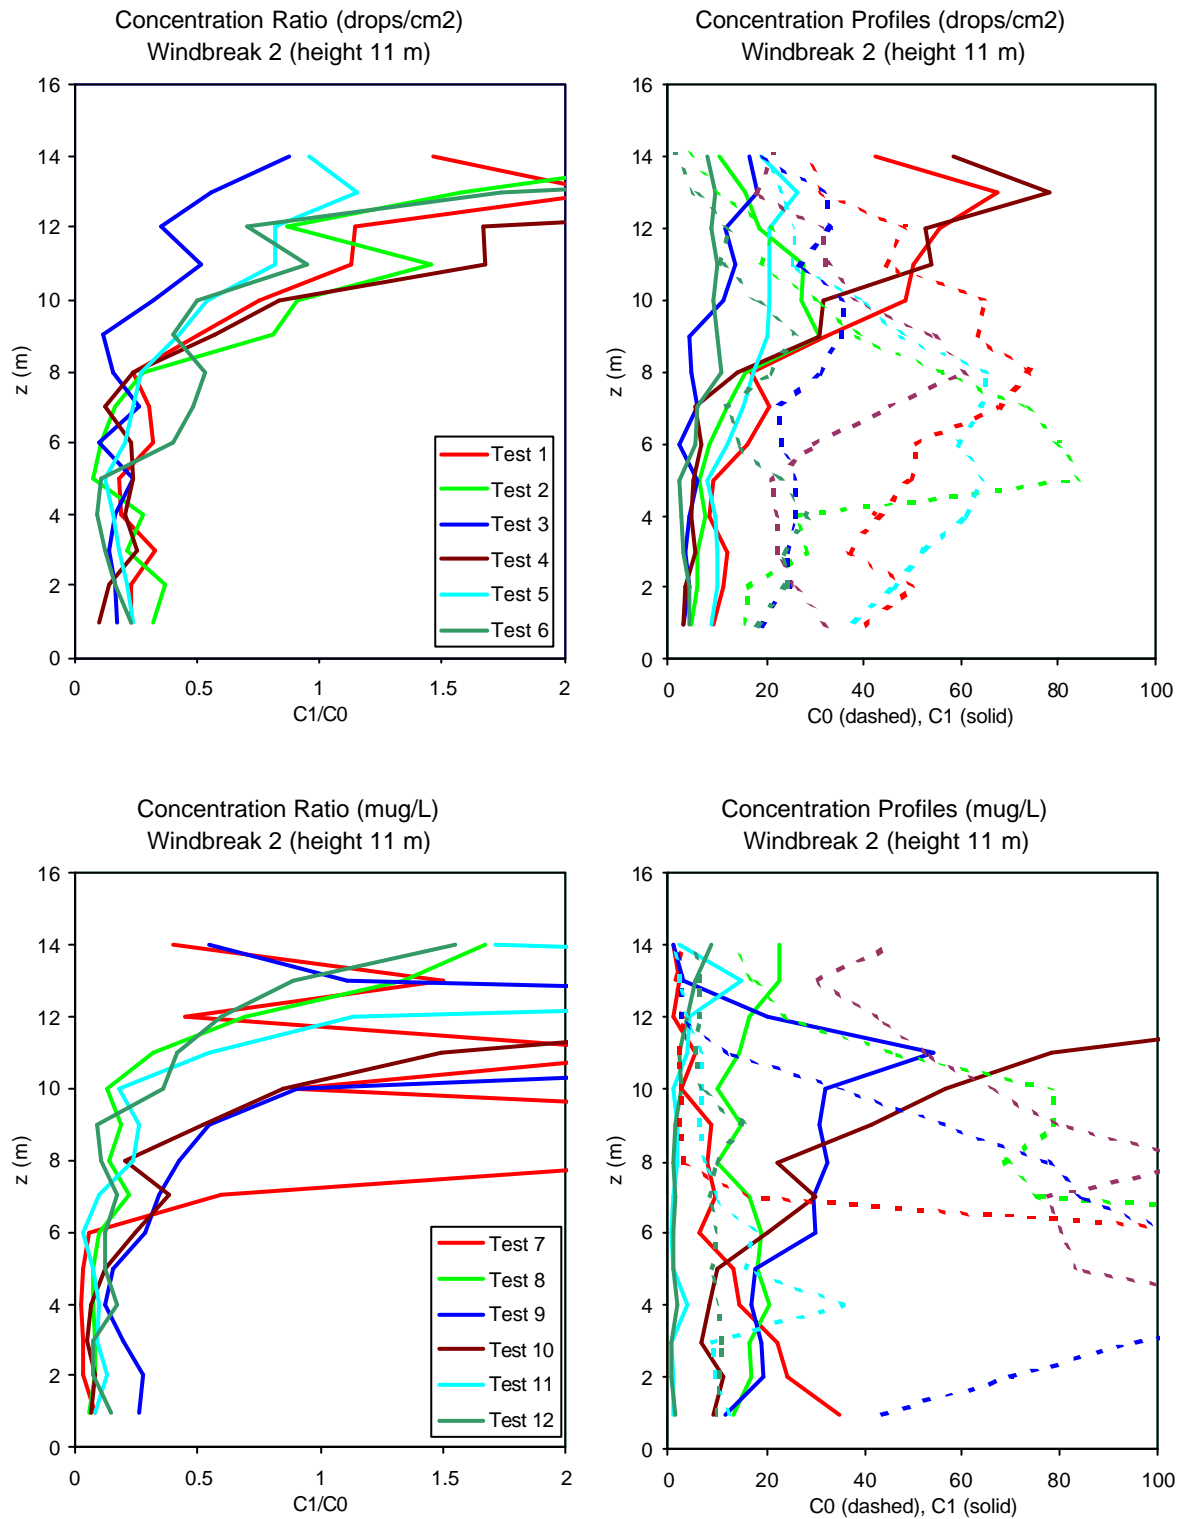 Concentration Ratio (drops/cm2)
Windbreak 2 (height 11 m)
16
14
12
10
8
6
4
2
0
z (m)
Test 1
Test 2
Test 3
Test 4
Test 5
Test 6
0
0.5
1
1.5
2
C1/C0
Concentration Profiles (drops/cm2)
Windbreak 2 (height 11 m)
16
14
12
10
8
6
4
2
0
z (m)
0
20
40
60
80
100
C0 (dashed), C1 (solid)
Concentration Ratio (mug/L)
Windbreak 2 (height 11 m)
16
14
12
10
8
6
4
2
0
z (m)
Test 7
Test 8
Test 9
Test 10
Test 11
Test 12
0
0.5
1
1.5
2
C1/C0
Concentration Profiles (mug/L)
Windbreak 2 (height 11 m)
16
14
12
10
8
6
4
2
0
z (m)
0
20
40
60
80
100
C0 (dashed), C1 (solid)